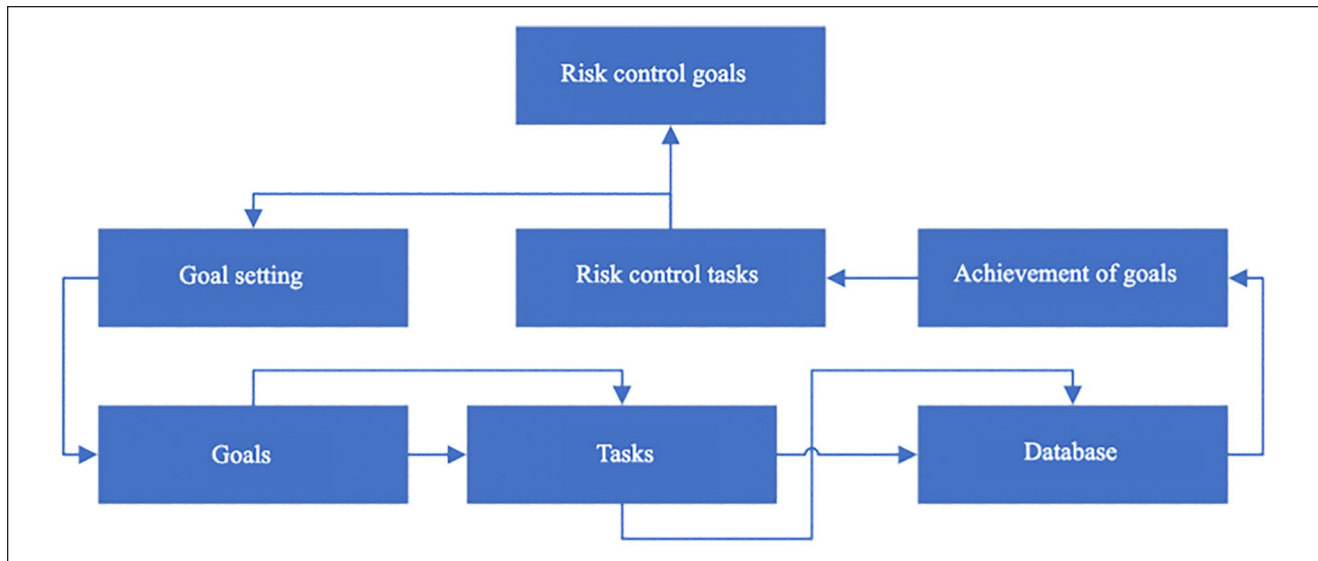 Risk control goals
Goal setting
Risk control tasks
Achievement of goals
Goals
Tasks
Database